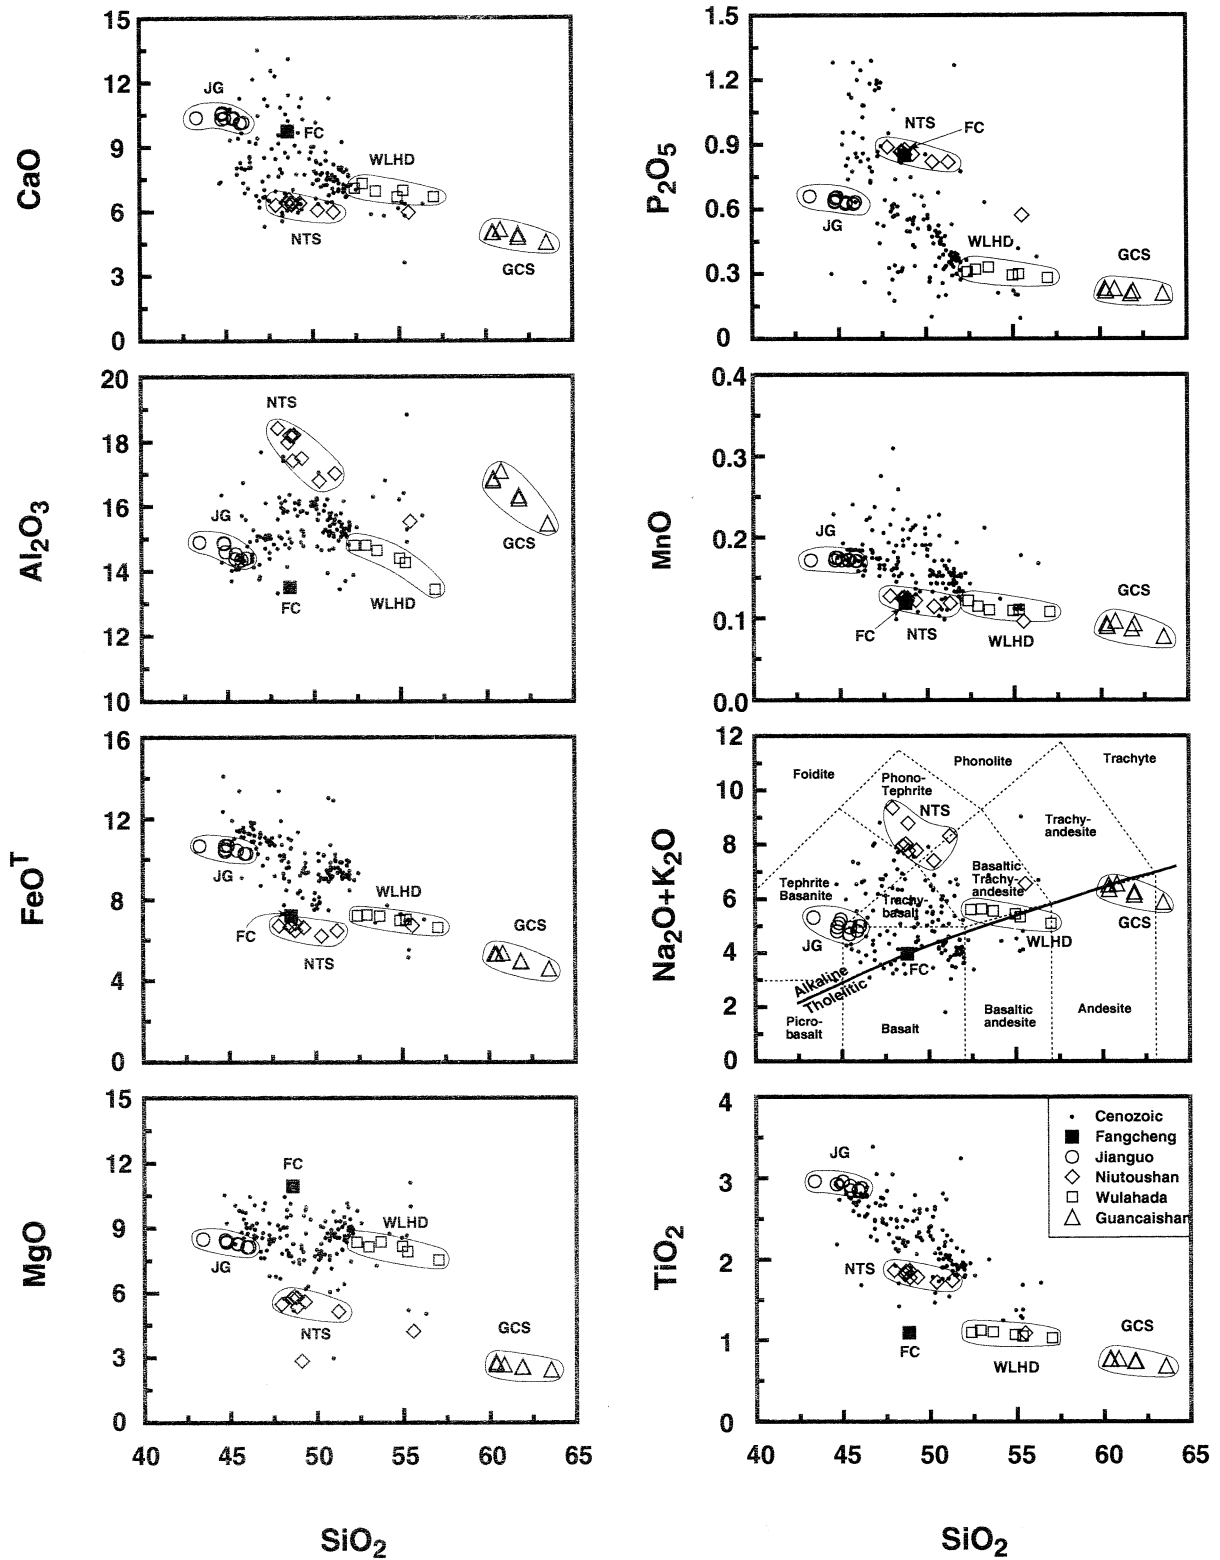 CaO
15
12
9
6
3
0
JG
FC
WLHD
NTS
GCS
P2O5
1.5
1.2
0.9
0.6
0.3
0
NTS
FC
JG
WLHD
GCS
Al2O3
20
18
16
14
12
10
NTS
JG
FC
WLHD
GCS
MnO
0.4
0.3
0.2
0.1
0.0
JG
FC
NTS
WLHD
GCS
FeOT
16
12
8
4
0
JG
FC
NTS
WLHD
GCS
Na2O+K2O
12
10
8
6
4
2
0
Foidite
Phono-
Tephrite
Phonolite
Trachyte
NTS
Trachy-
andesite
Basaltic
Trachy-
andesite
Tephrite
Basanite
Trachy-
basalt
JG
FC
WLHD
GCS
Alkaline
Tholeiitic
Picro-
basalt
Basalt
Basaltic
andesite
Andesite
MgO
15
12
9
6
3
0
FC
JG
WLHD
NTS
GCS
40
45
50
55
60
65
SiO2
TiO2
4
3
2
1
0
JG
NTS
FC
WLHD
GCS
Cenozoic
Fangcheng
Jianguo
Niutoushan
Wulahada
Guancaishan
40
45
50
55
60
65
SiO2